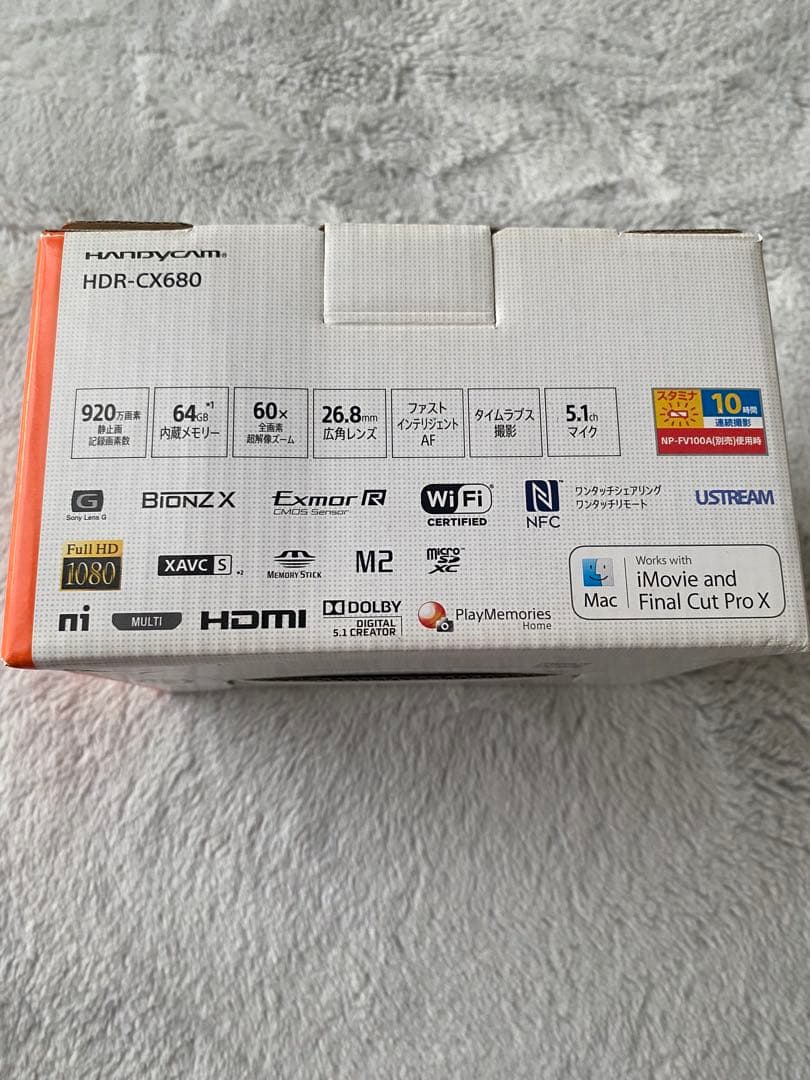 HANDYCAM®
HDR-CX680
920万画素
静止画
記録画素数
64GB *1
内蔵メモリー
60×
全画素
超解像ズーム
26.8mm
広角レンズ
ファスト
インテリジェント
AF
タイムラプス
撮影
5.1ch
マイク
スタミナ
10時間
連続撮影
NP-FV100A(別売)使用時
G
Sony Lens G
BIONZ X
Exmor R
CMOS Sensor
Wi Fi
CERTIFIED
N
NFC
ワンタッチシェアリング
ワンタッチリモート
USTREAM
Full HD
1080
XAVC S *2
MEMORY STICK
M2
micro
SD
XC
Mac
Works with
iMovie and
Final Cut Pro X
MULTI
HDMI
DOLBY
DIGITAL
5.1 CREATOR
PlayMemories
Home